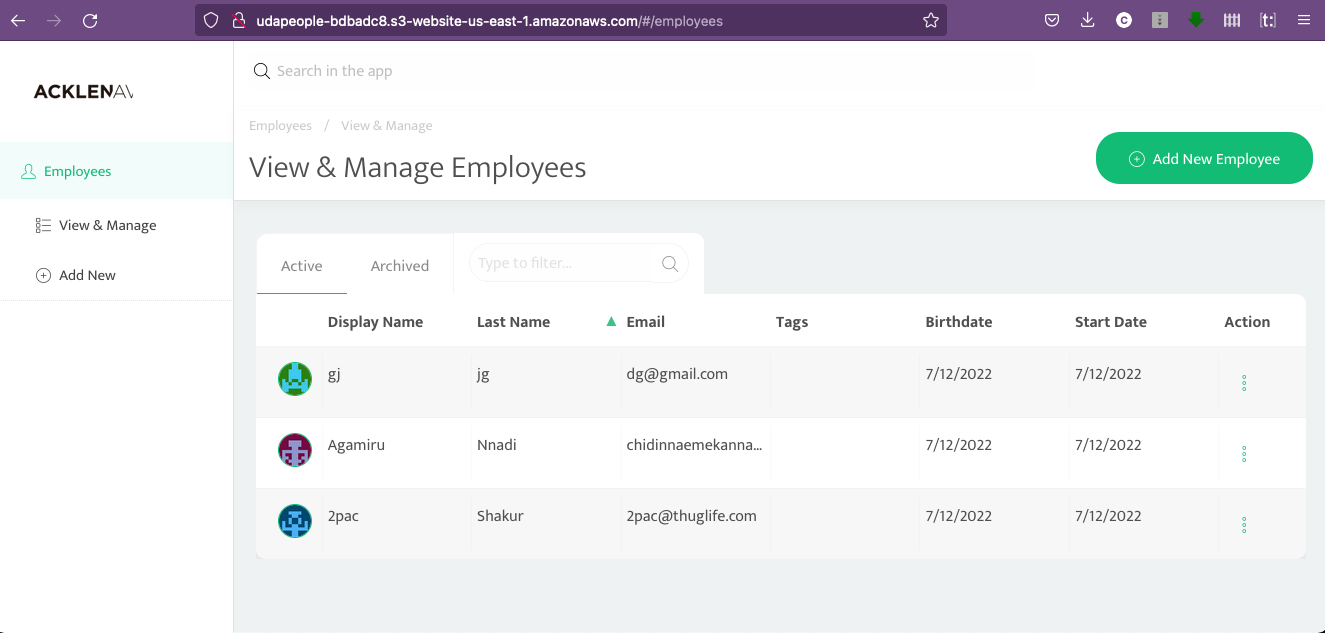 udapeople-bdbadc8.s3-website-us-east-1.amazonaws.com/#/employees
ACKLENAV
Search in the app
Employees / View & Manage
View & Manage Employees
Add New Employee
Employees
View & Manage
Add New
Active Archived Type to filter...
Display Name Last Name Email Tags Birthdate Start Date Action
gj jg dg@gmail.com 7/12/2022 7/12/2022
Agamiru Nnadi chidinnaemekanna... 7/12/2022 7/12/2022
2pac Shakur 2pac@thuglife.com 7/12/2022 7/12/2022